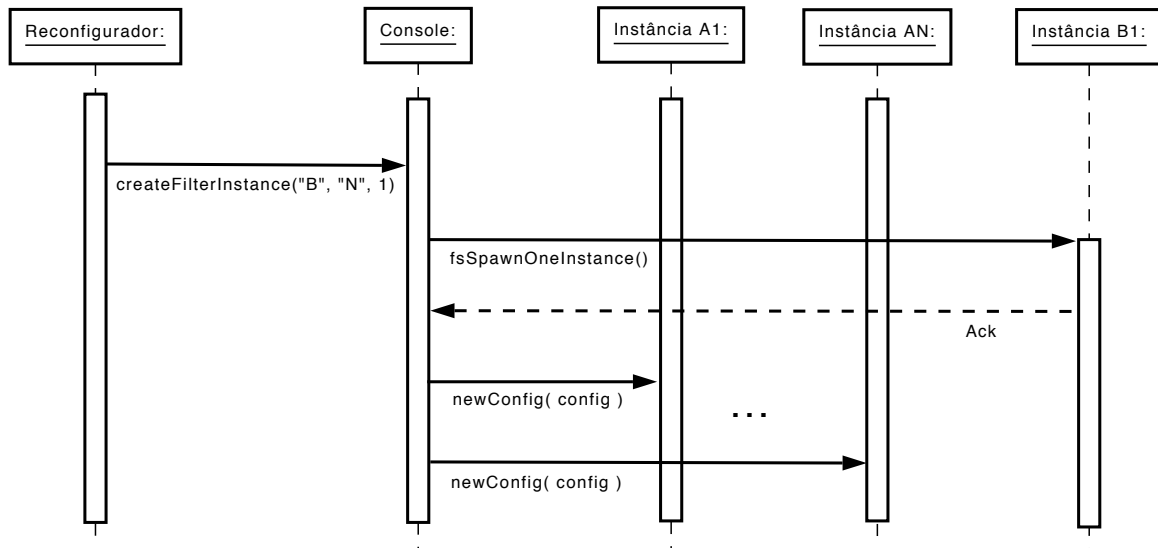 Reconfigurador:
Console:
Instância A1:
Instância AN:
Instância B1:
createFilterInstance("B", "N", 1)
fsSpawnOneInstance()
Ack
newConfig( config )
...
newConfig( config )